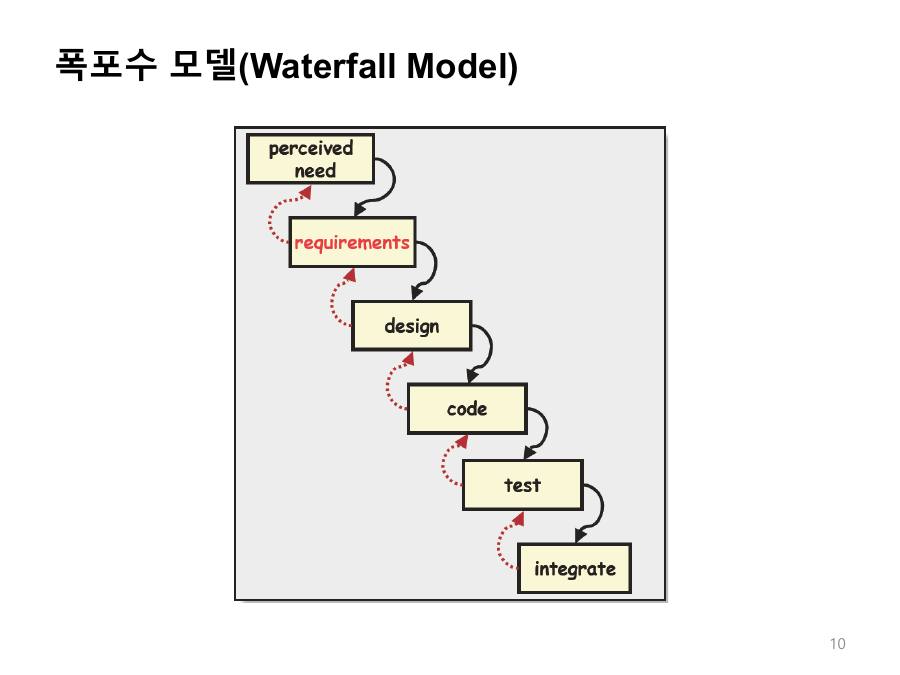 폭포수 모델(Waterfall Model)
perceived
need
requirements
design
code
test
integrate
10